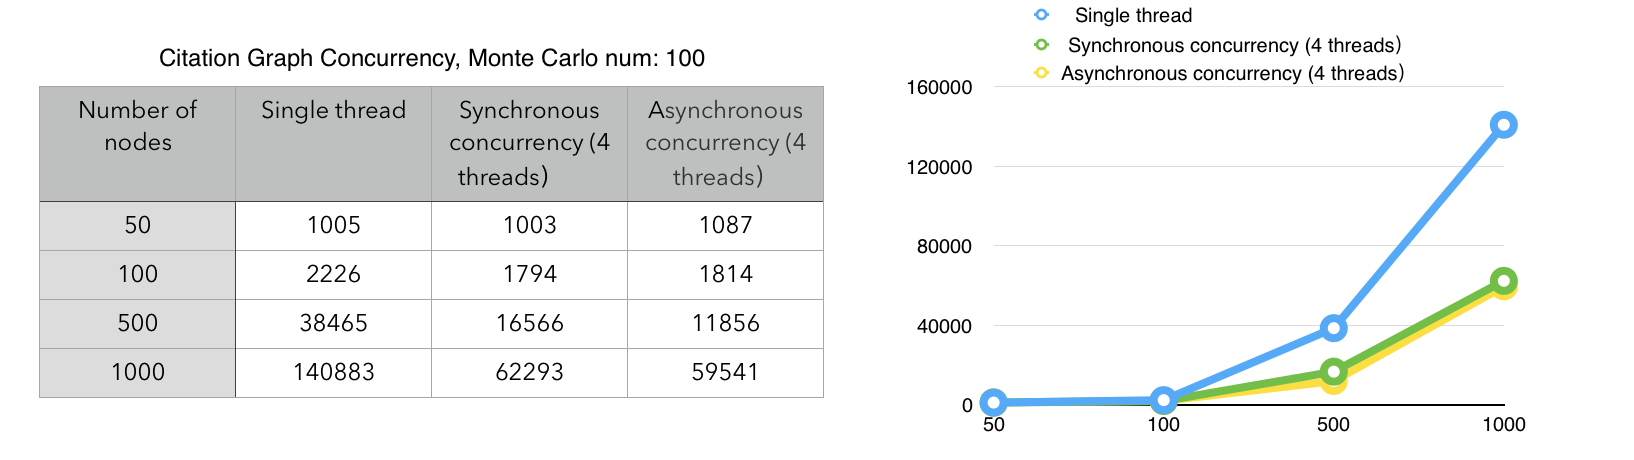 Citation Graph Concurrency, Monte Carlo num: 100
Number of nodes
Single thread
Synchronous concurrency (4 threads)
Asynchronous concurrency (4 threads)
50 1005 1003 1087
100 2226 1794 1814
500 38465 16566 11856
1000 140883 62293 59541
Single thread
Synchronous concurrency (4 threads)
Asynchronous concurrency (4 threads)
160000
120000
80000
40000
0
50 100 500 1000